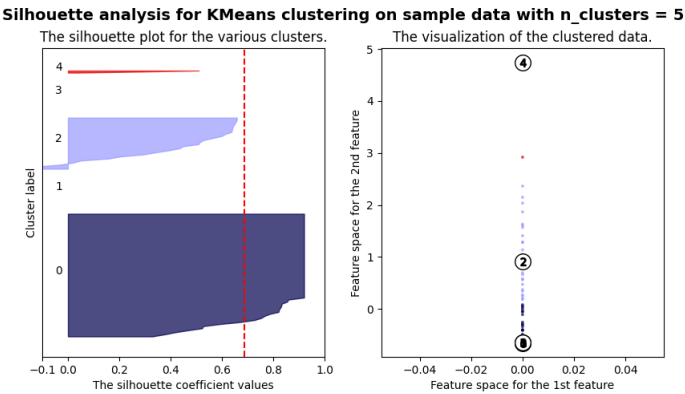 Silhouette analysis for KMeans clustering on sample data with n_clusters = 5
The silhouette plot for the various clusters.
4
3
2
1
0
Cluster label
−0.1 0.0 0.2 0.4 0.6 0.8 1.0
The silhouette coefficient values
The visualization of the clustered data.
5
4
3
2
1
0
Feature space for the 2nd feature
4
2
−0.04 −0.02 0.00 0.02 0.04
Feature space for the 1st feature